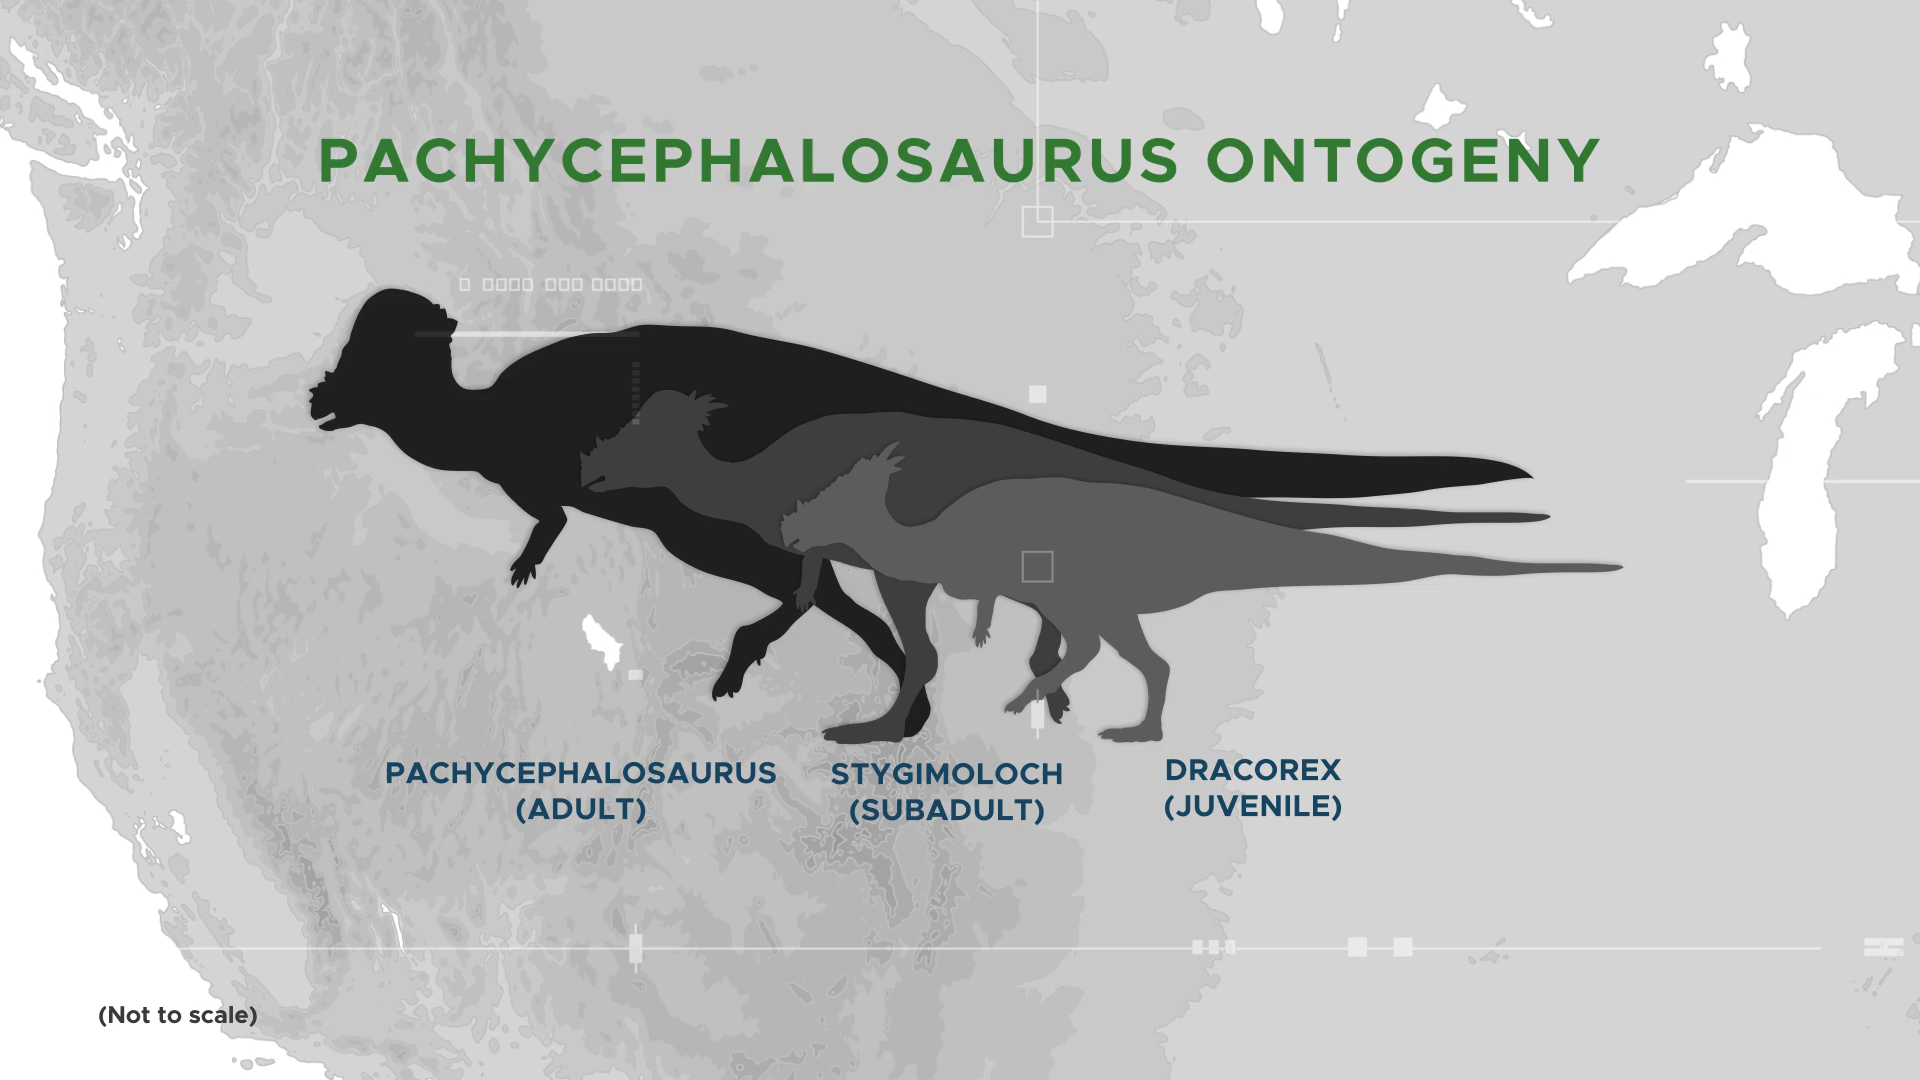 PACHYCEPHALOSAURUS ONTOGENY
PACHYCEPHALOSAURUS
(ADULT)
STYGIMOLOCH
(SUBADULT)
DRACOREX
(JUVENILE)
(Not to scale)